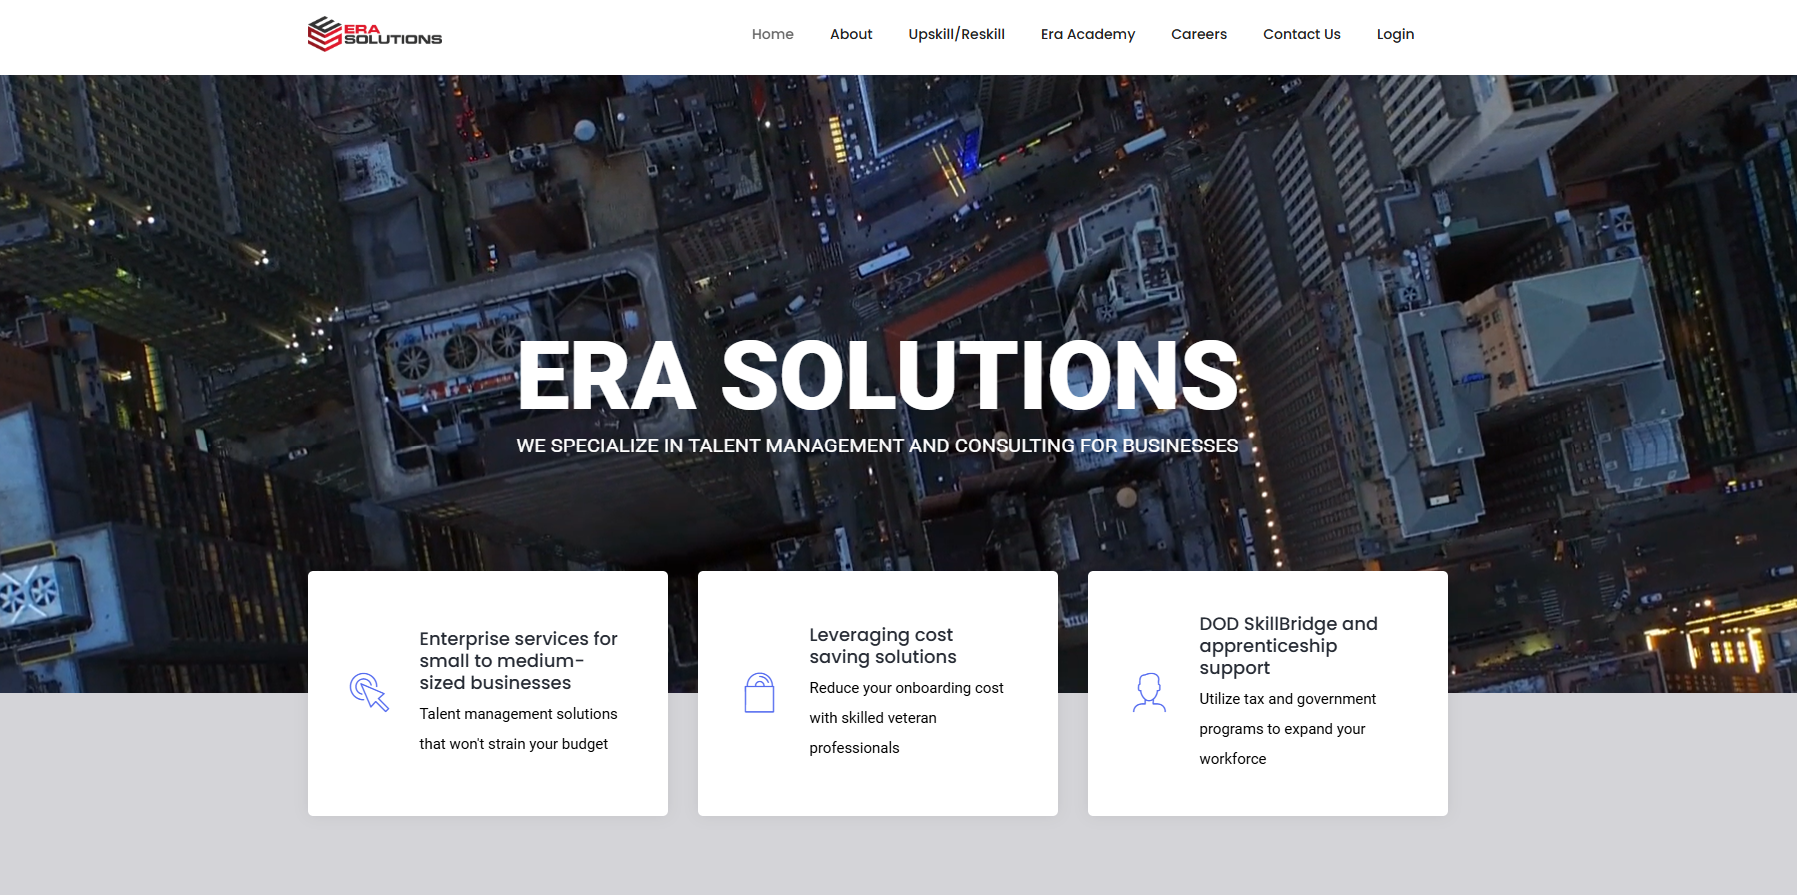 ERA
SOLUTIONS
Home About Upskill/Reskill Era Academy Careers Contact Us Login
ERA SOLUTIONS
WE SPECIALIZE IN TALENT MANAGEMENT AND CONSULTING FOR BUSINESSES
Enterprise services for
small to medium-
sized businesses
Talent management solutions
that won't strain your budget
Leveraging cost
saving solutions
Reduce your onboarding cost
with skilled veteran
professionals
DOD SkillBridge and
apprenticeship
support
Utilize tax and government
programs to expand your
workforce